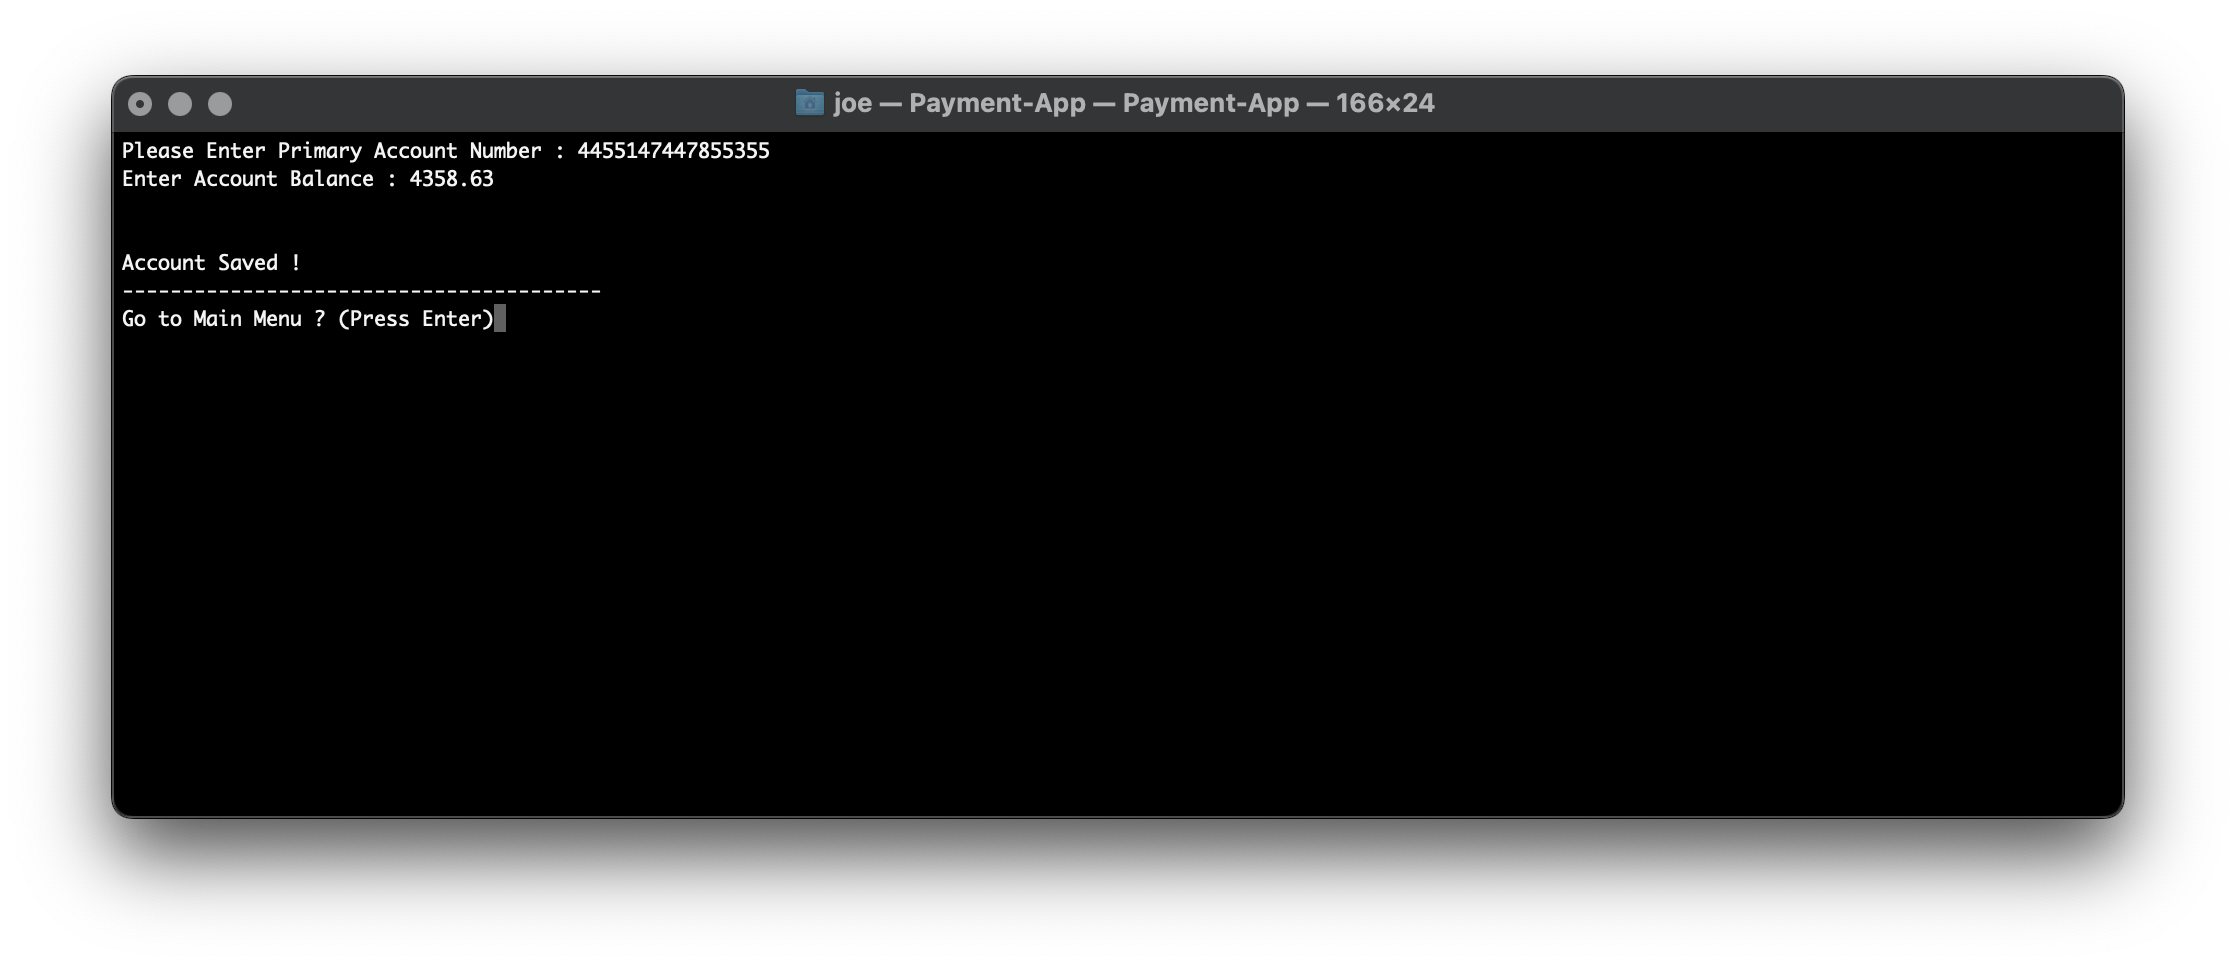 joe — Payment-App — Payment-App — 166×24
Please Enter Primary Account Number : 4455147447855355
Enter Account Balance : 4358.63
Account Saved !
----------------------------------------
Go to Main Menu ? (Press Enter)